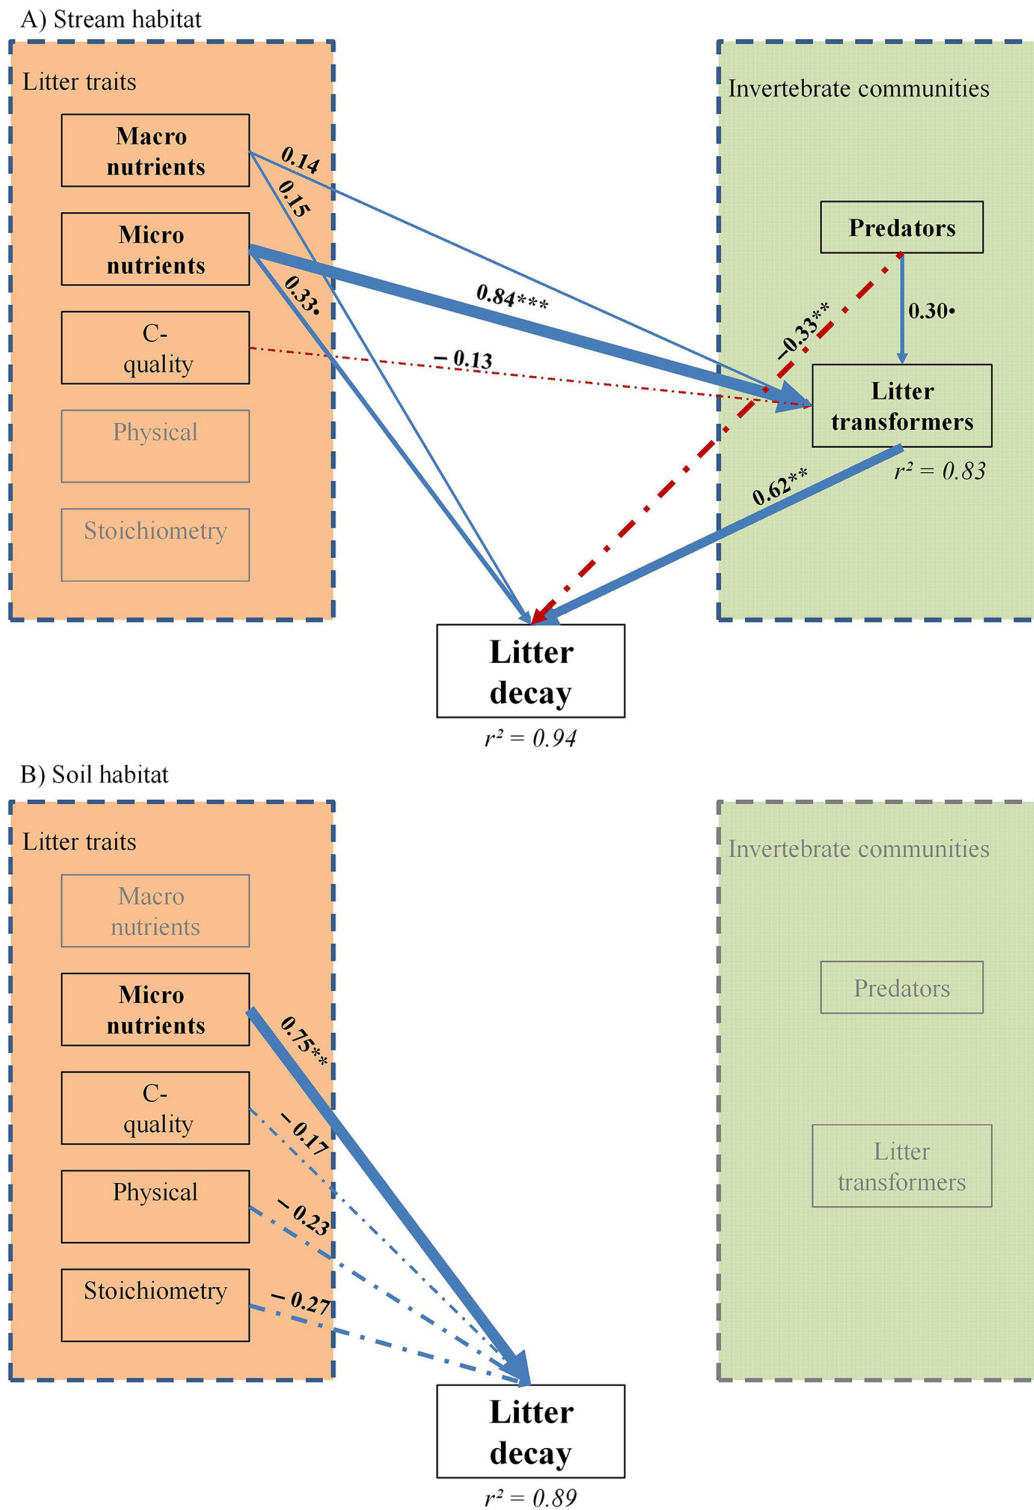 A) Stream habitat
Litter traits
Invertebrate communities
Macro
nutrients
0.14
0.15
Micro
nutrients
Predators
0.84***
0.33•
−0.33**
0.30•
C-
quality
− 0.13
Litter
transformers
Physical
r² = 0.83
0.62**
Stoichiometry
Litter
decay
r² = 0.94
B) Soil habitat
Litter traits
Invertebrate communities
Macro
nutrients
Micro
nutrients
Predators
0.75**
C-
quality
− 0.17
Litter
transformers
Physical
− 0.23
Stoichiometry
− 0.27
Litter
decay
r² = 0.89